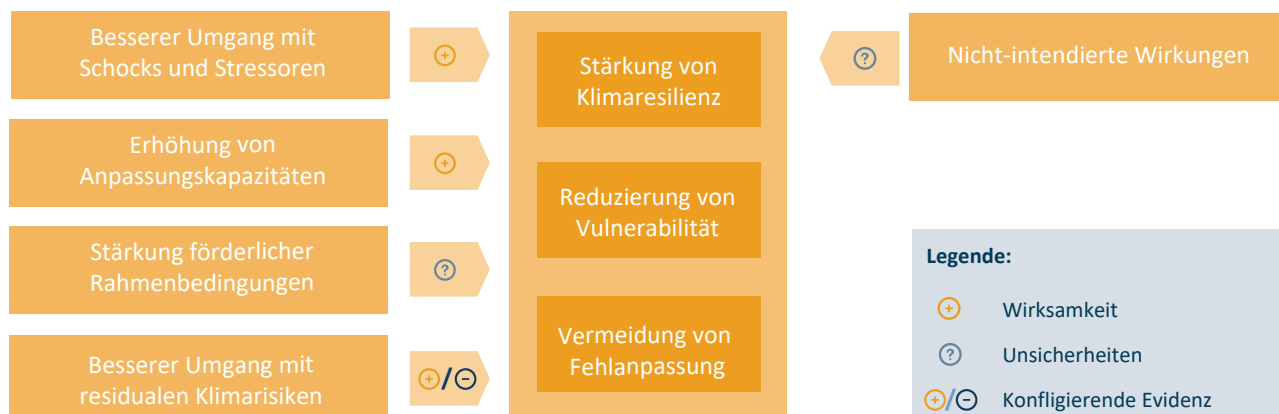 Besserer Umgang mit
Schocks und Stressoren
Erhöhung von
Anpassungskapazitäten
Stärkung förderlicher
Rahmenbedingungen
Besserer Umgang mit
residualen Klimarisiken
Stärkung von
Klimaresilienz
Reduzierung von
Vulnerabilität
Vermeidung von
Fehlanpassung
Nicht-intendierte Wirkungen
Legende:
Wirksamkeit
Unsicherheiten
Konfligierende Evidenz